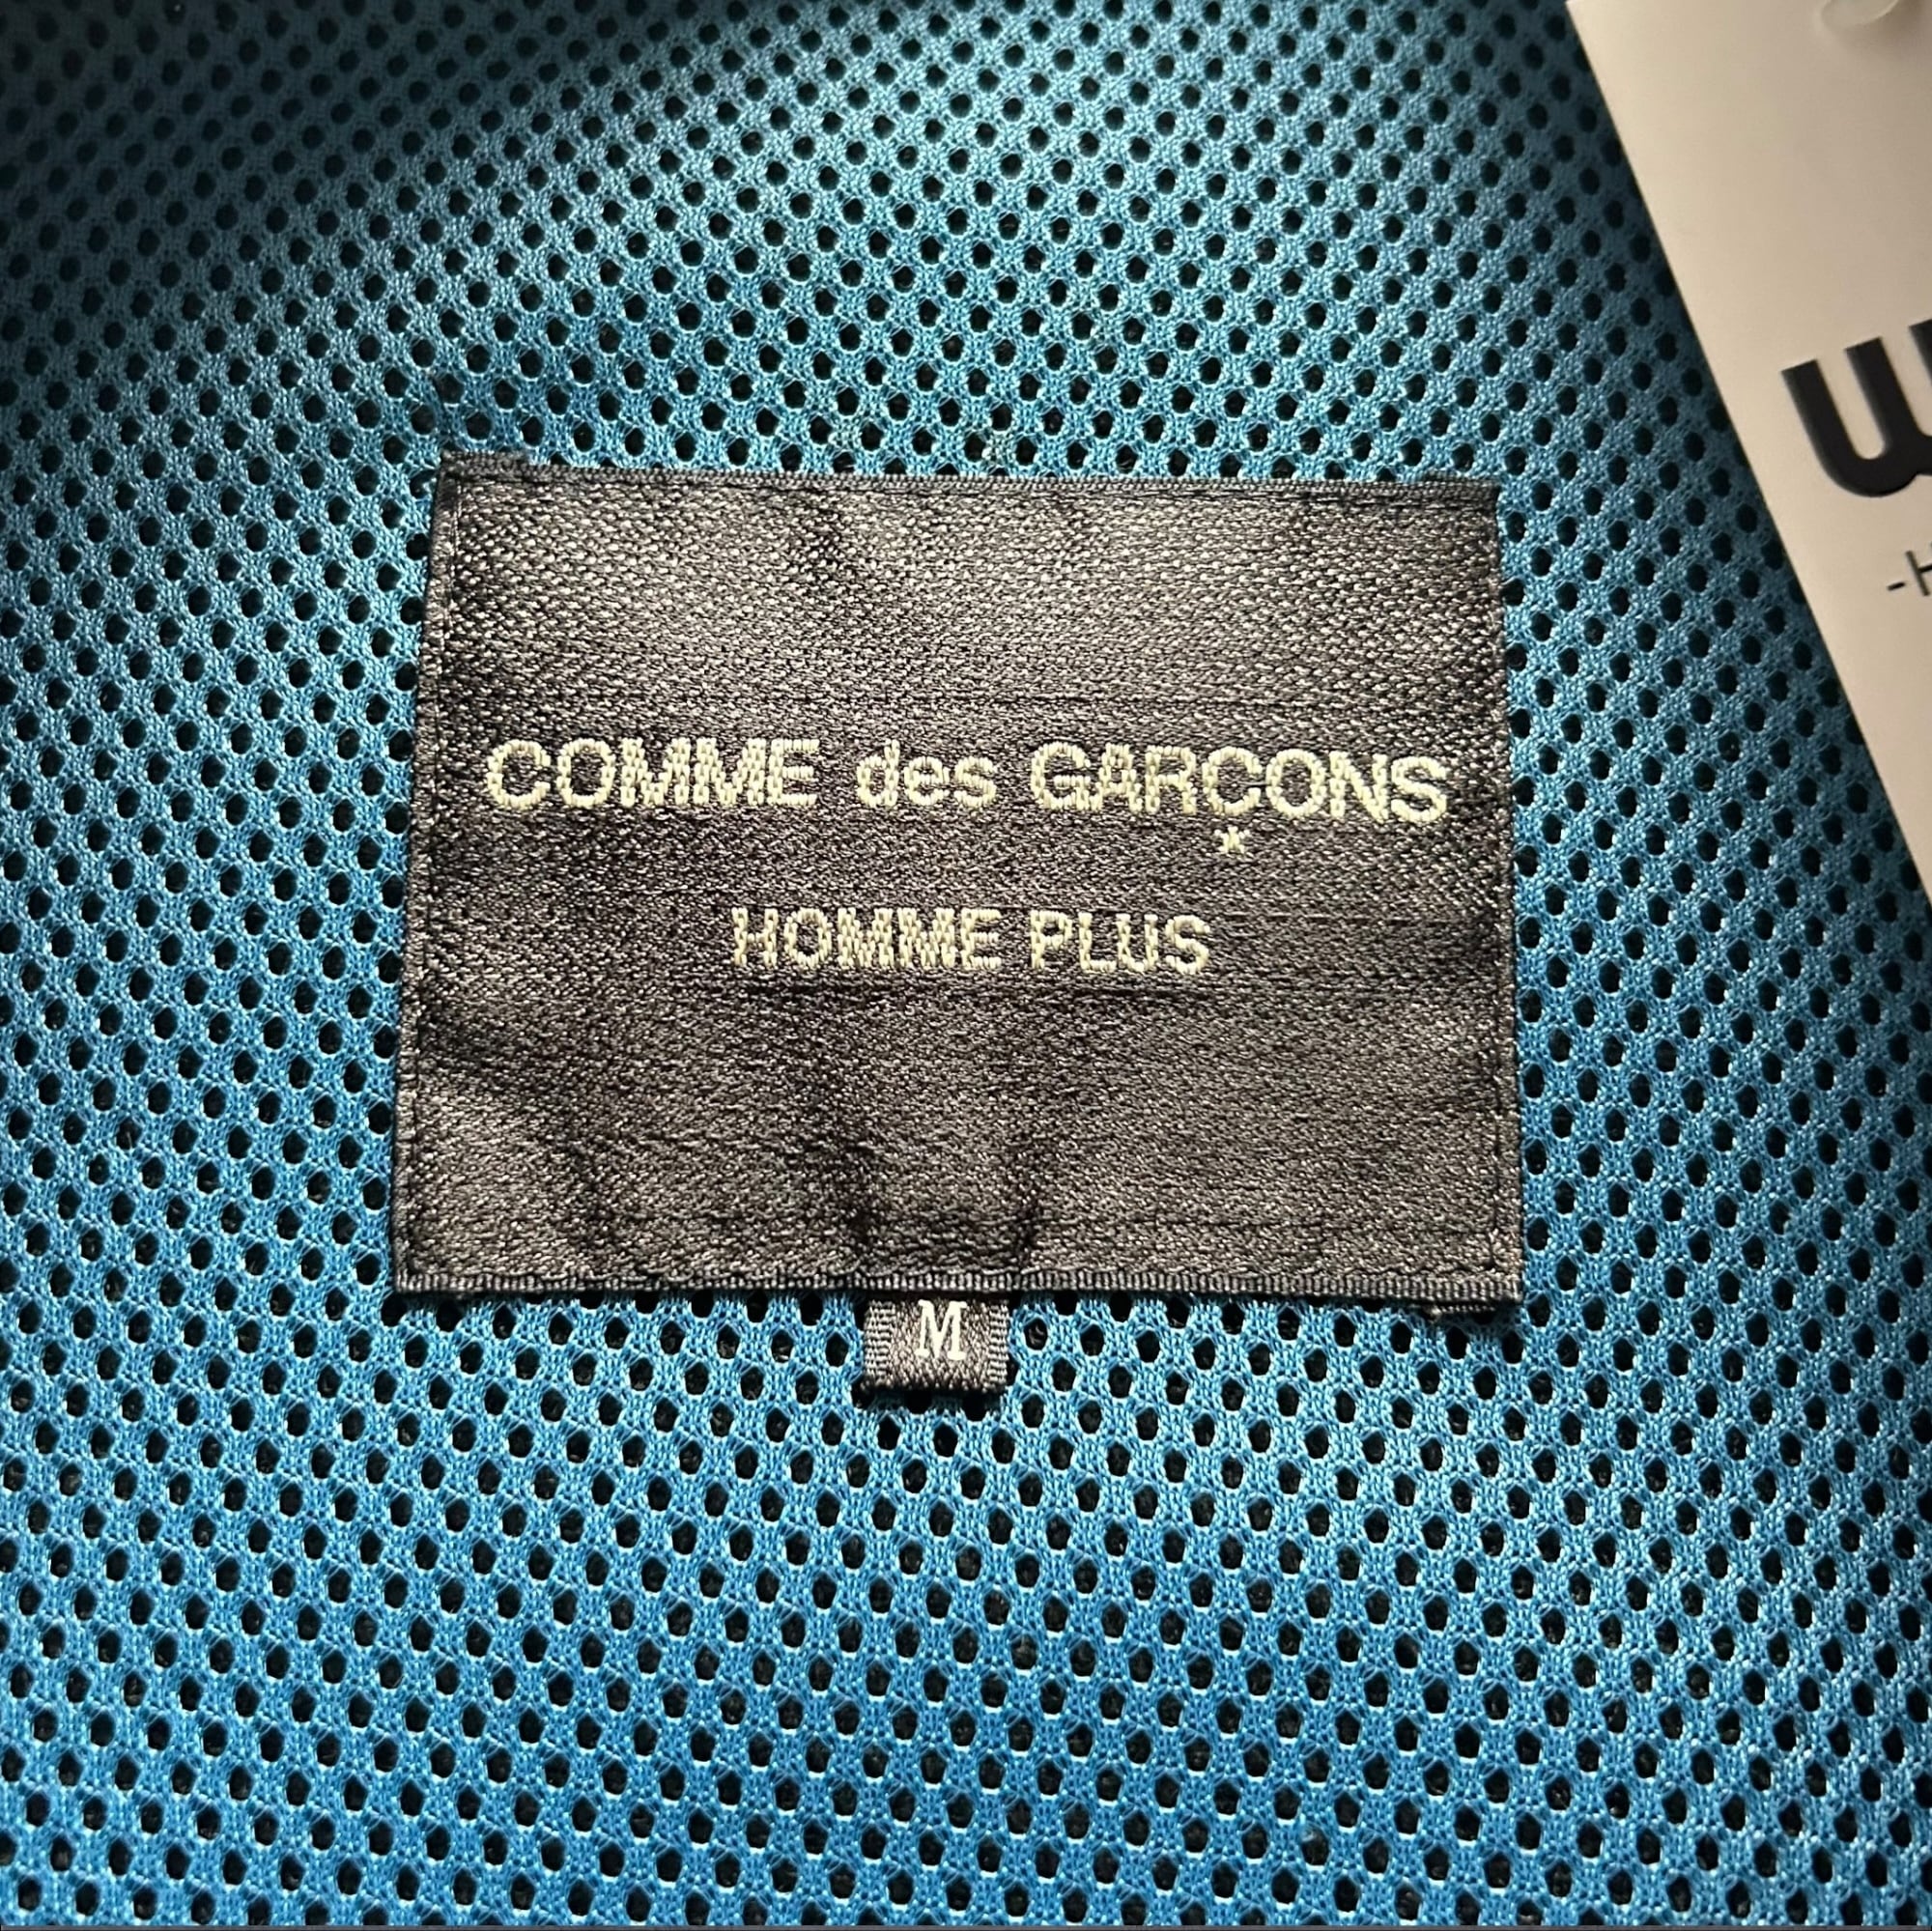 COMME des GARÇONS
*
HOMME PLUS
M